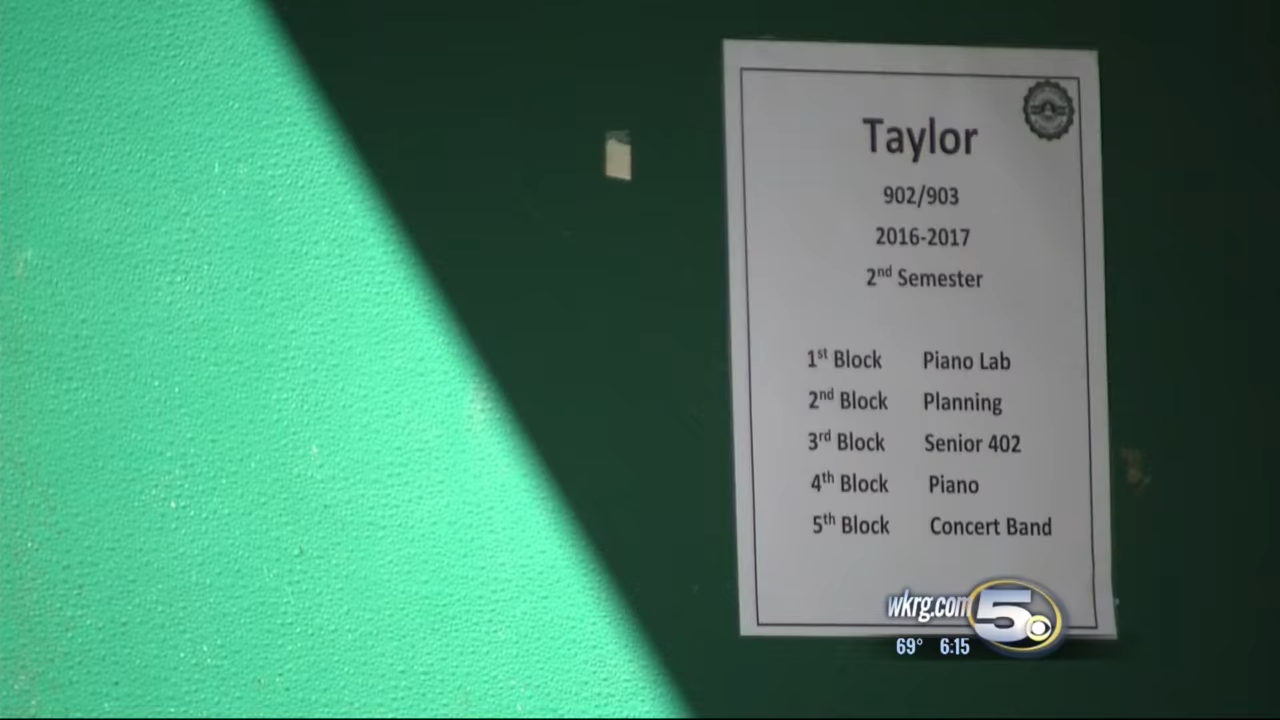 Taylor
902/903
2016-2017
2nd Semester
1st Block Piano Lab
2nd Block Planning
3rd Block Senior 402
4th Block Piano
5th Block Concert Band
wkrg.com 5
69° 6:15